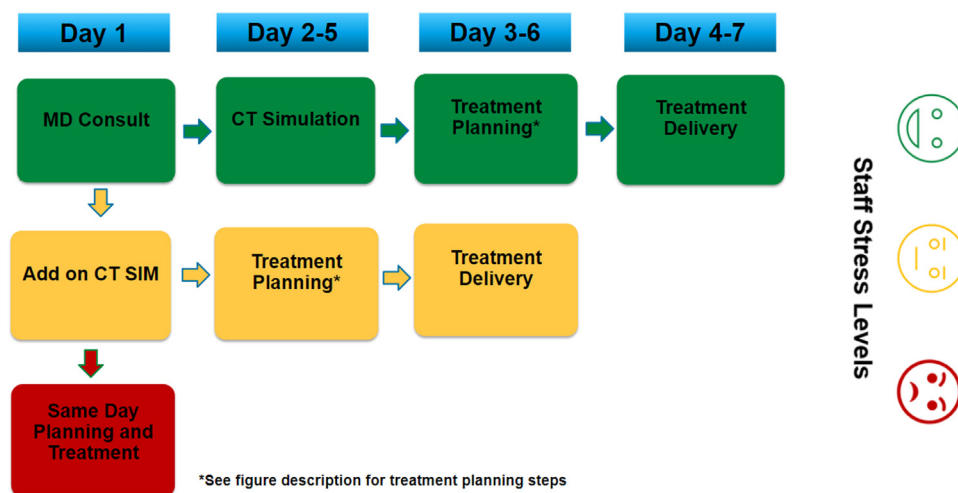 Day 1
Day 2-5
Day 3-6
Day 4-7
MD Consult
CT Simulation
Treatment
Planning*
Treatment
Delivery
Add on CT SIM
Treatment
Planning*
Treatment
Delivery
Same Day
Planning and
Treatment
*See figure description for treatment planning steps
Staff Stress Levels